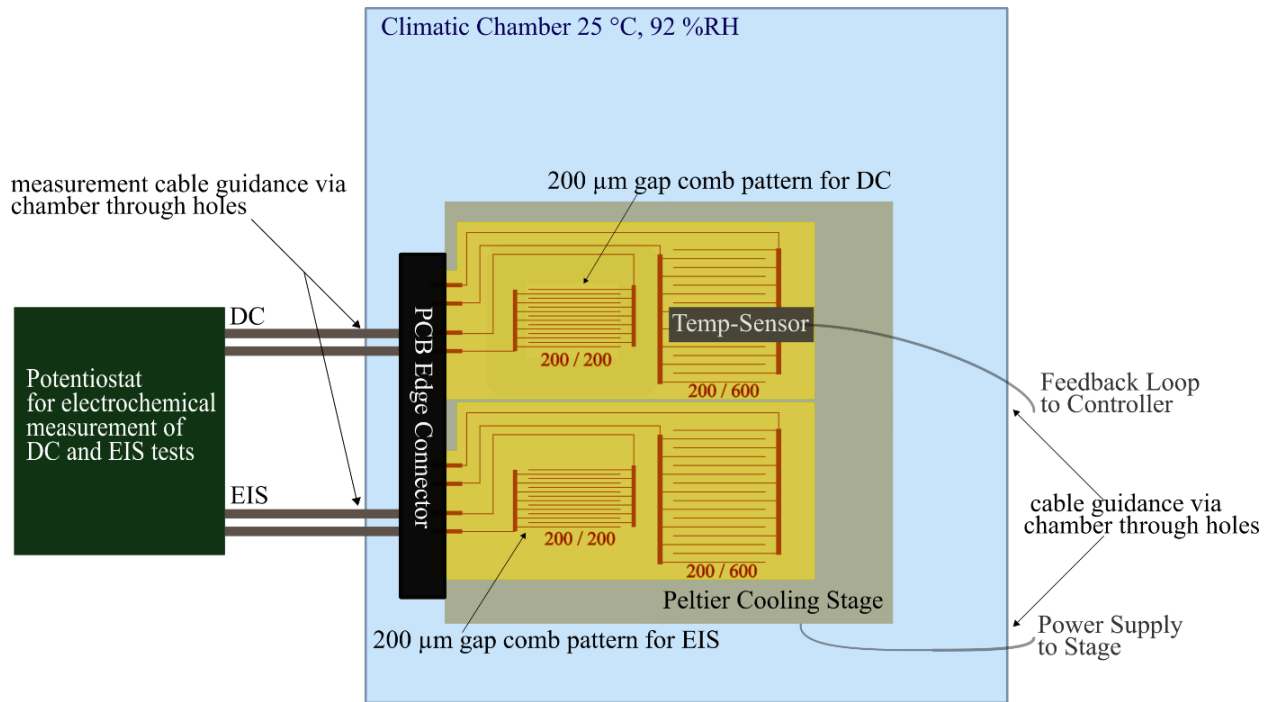 Climatic Chamber 25 °C, 92 %RH
measurement cable guidance via
chamber through holes
200 µm gap comb pattern for DC
DC
PCB Edge Connector
Temp-Sensor
200 / 200
200 / 600
Potentiostat
for electrochemical
measurement of
DC and EIS tests
Feedback Loop
to Controller
EIS
cable guidance via
chamber through holes
200 / 200
200 / 600
Peltier Cooling Stage
200 µm gap comb pattern for EIS
Power Supply
to Stage